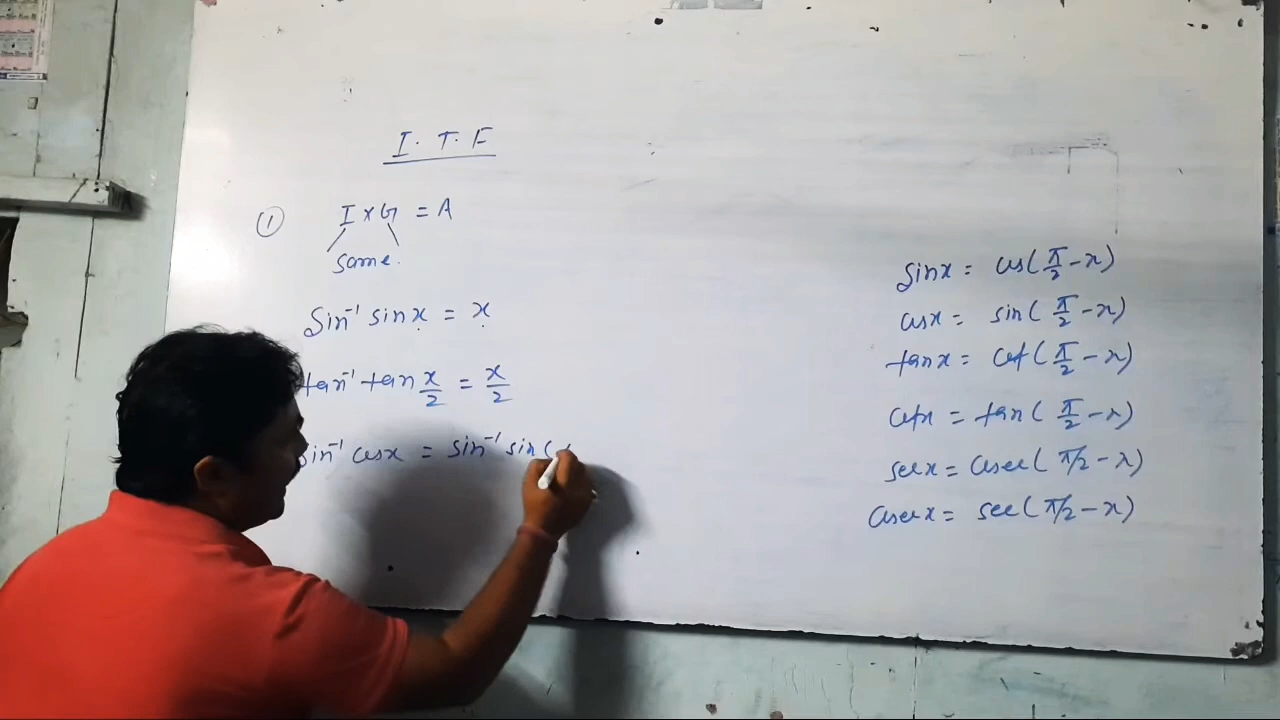 I. T. F
① I × G = A
same.
sin⁻¹ sin x = x
tan⁻¹ tan x/2 = x/2
sin⁻¹ cos x = sin⁻¹ sin(
sin x = cos(π/2 - x)
cos x = sin(π/2 - x)
tan x = cot(π/2 - x)
cot x = tan(π/2 - x)
sec x = cosec(π/2 - x)
cosec x = sec(π/2 - x)